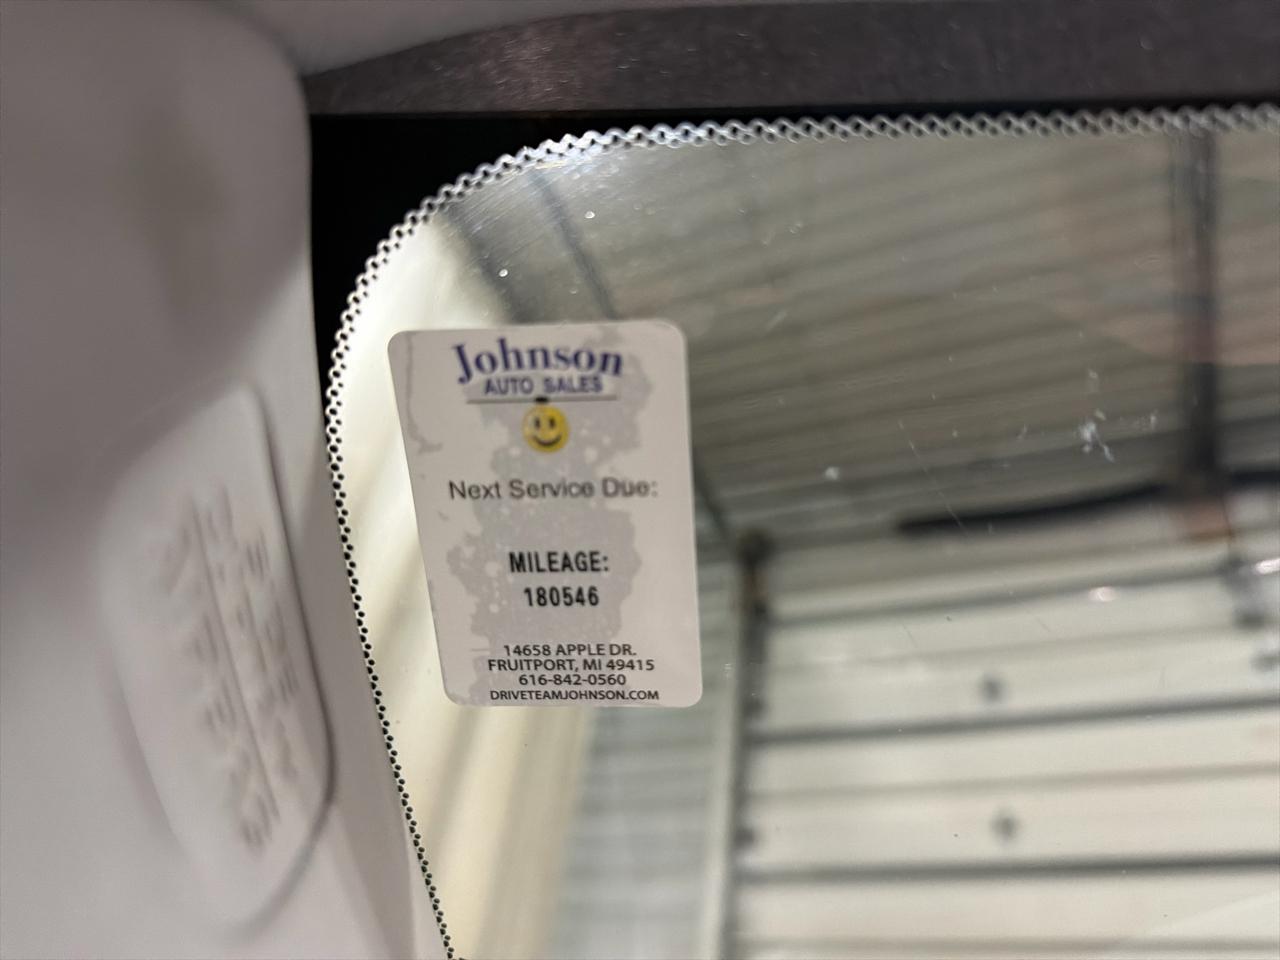 Johnson
AUTO SALES
Next Service Due:
MILEAGE:
180546
14658 APPLE DR.
FRUITPORT, MI 49415
616-842-0560
DRIVETEAMJOHNSON.COM